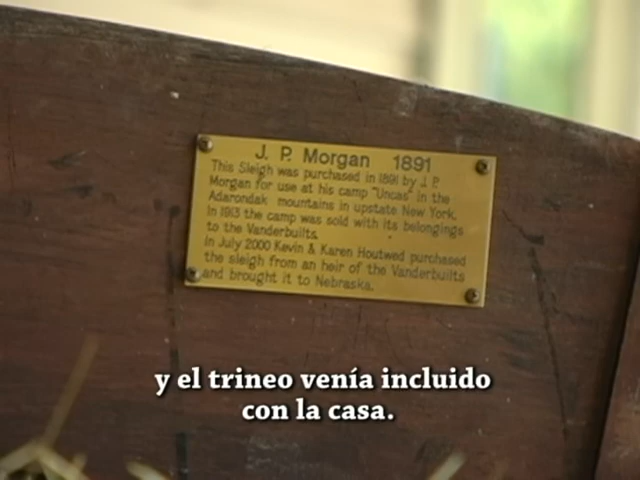 J. P. Morgan 1891
This Sleigh was purchased in 1891 by J. P.
Morgan for use at his camp "Uncas" in the
Adarondak mountains in upstate New York.
In 1913 the camp was sold with its belongings
to the Vanderbuilts.
In July 2000 Kevin & Karen Houtwed purchased
the sleigh from an heir of the Vanderbuilts
and brought it to Nebraska.
y el trineo venía incluido
con la casa.